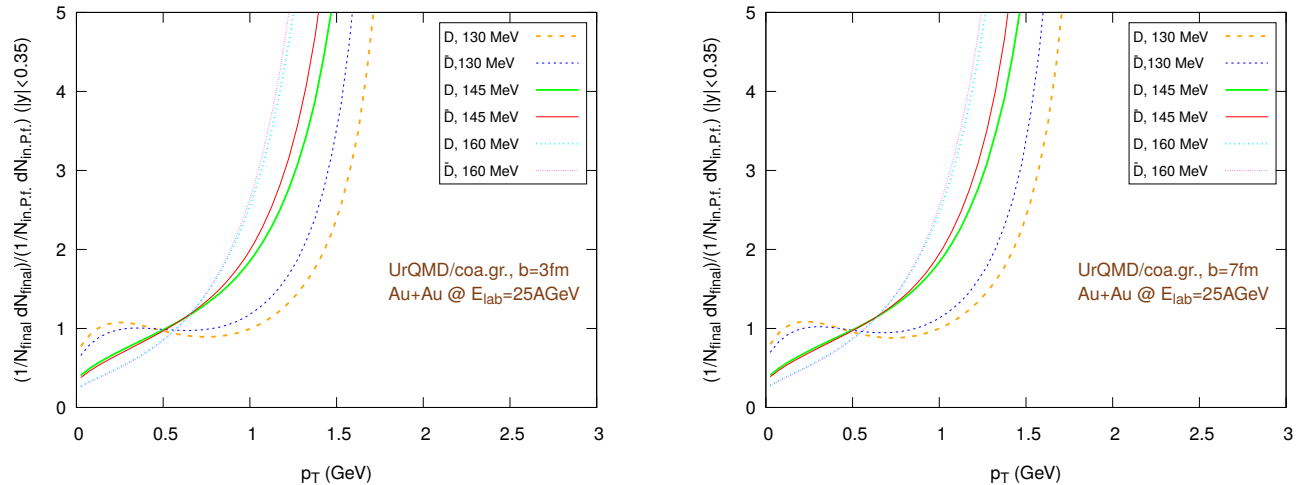 (1/N_final dN_final)/(1/N_in.P.f. dN_in.P.f.) (|y|<0.35)
5
4
3
2
1
0
D, 130 MeV
D̄,130 MeV
D, 145 MeV
D̄, 145 MeV
D, 160 MeV
D̄, 160 MeV
UrQMD/coa.gr., b=3fm
Au+Au @ E_lab=25AGeV
0 0.5 1 1.5 2 2.5 3
p_T (GeV)
(1/N_final dN_final)/(1/N_in.P.f. dN_in.P.f.) (|y|<0.35)
5
4
3
2
1
0
D, 130 MeV
D̄,130 MeV
D, 145 MeV
D̄, 145 MeV
D, 160 MeV
D̄, 160 MeV
UrQMD/coa.gr., b=7fm
Au+Au @ E_lab=25AGeV
0 0.5 1 1.5 2 2.5 3
p_T (GeV)